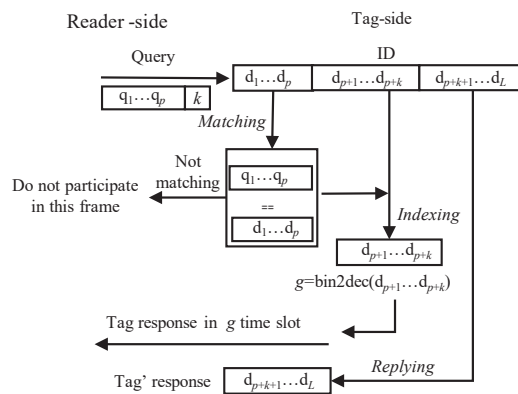 Reader -side
Tag-side
Query
ID
d₁…dₚ
dₚ₊₁…dₚ₊ₖ
dₚ₊ₖ₊₁…d_L
q₁…qₚ
k
Matching
Not
matching
q₁…qₚ
==
d₁…dₚ
Do not participate
in this frame
Indexing
dₚ₊₁…dₚ₊ₖ
g=bin2dec(dₚ₊₁…dₚ₊ₖ)
Tag response in g time slot
Replying
Tag’ response
dₚ₊ₖ₊₁…d_L